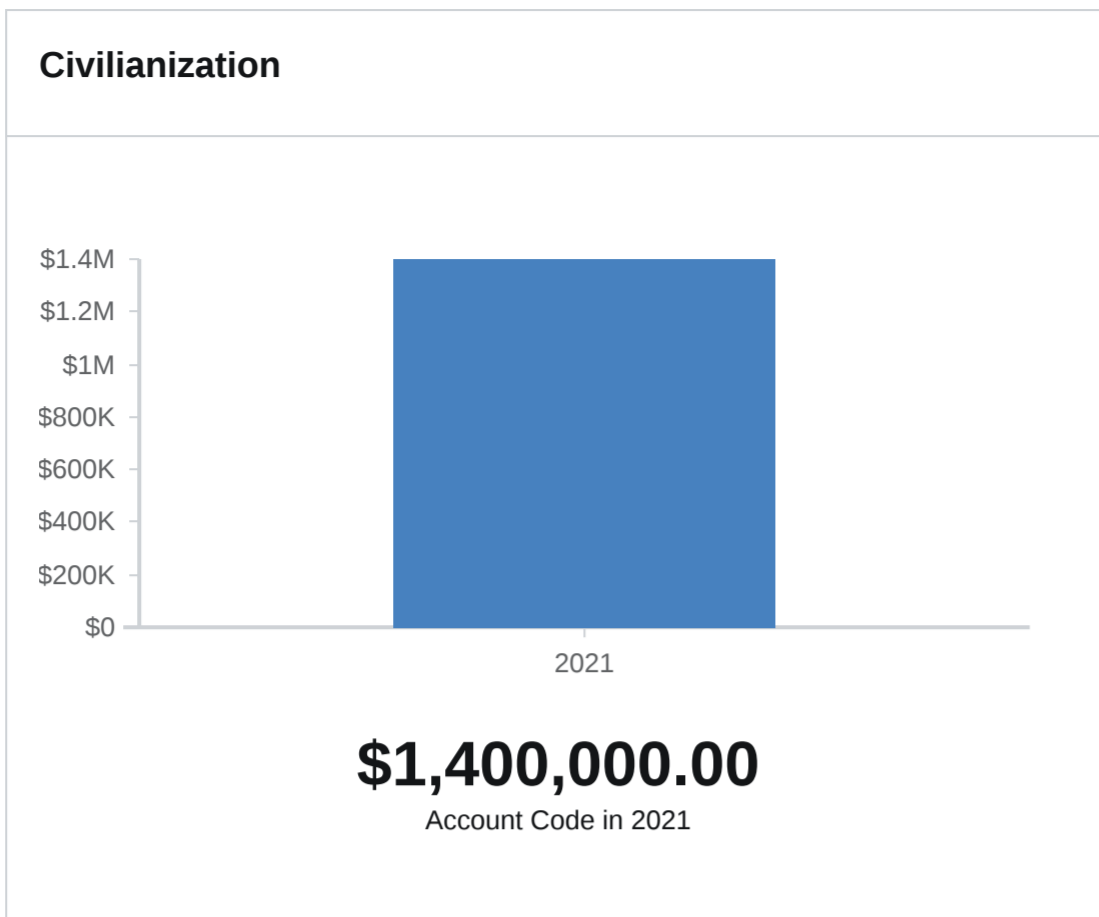 Civilianization
$1.4M
$1.2M
$1M
$800K
$600K
$400K
$200K
$0
2021
$1,400,000.00
Account Code in 2021